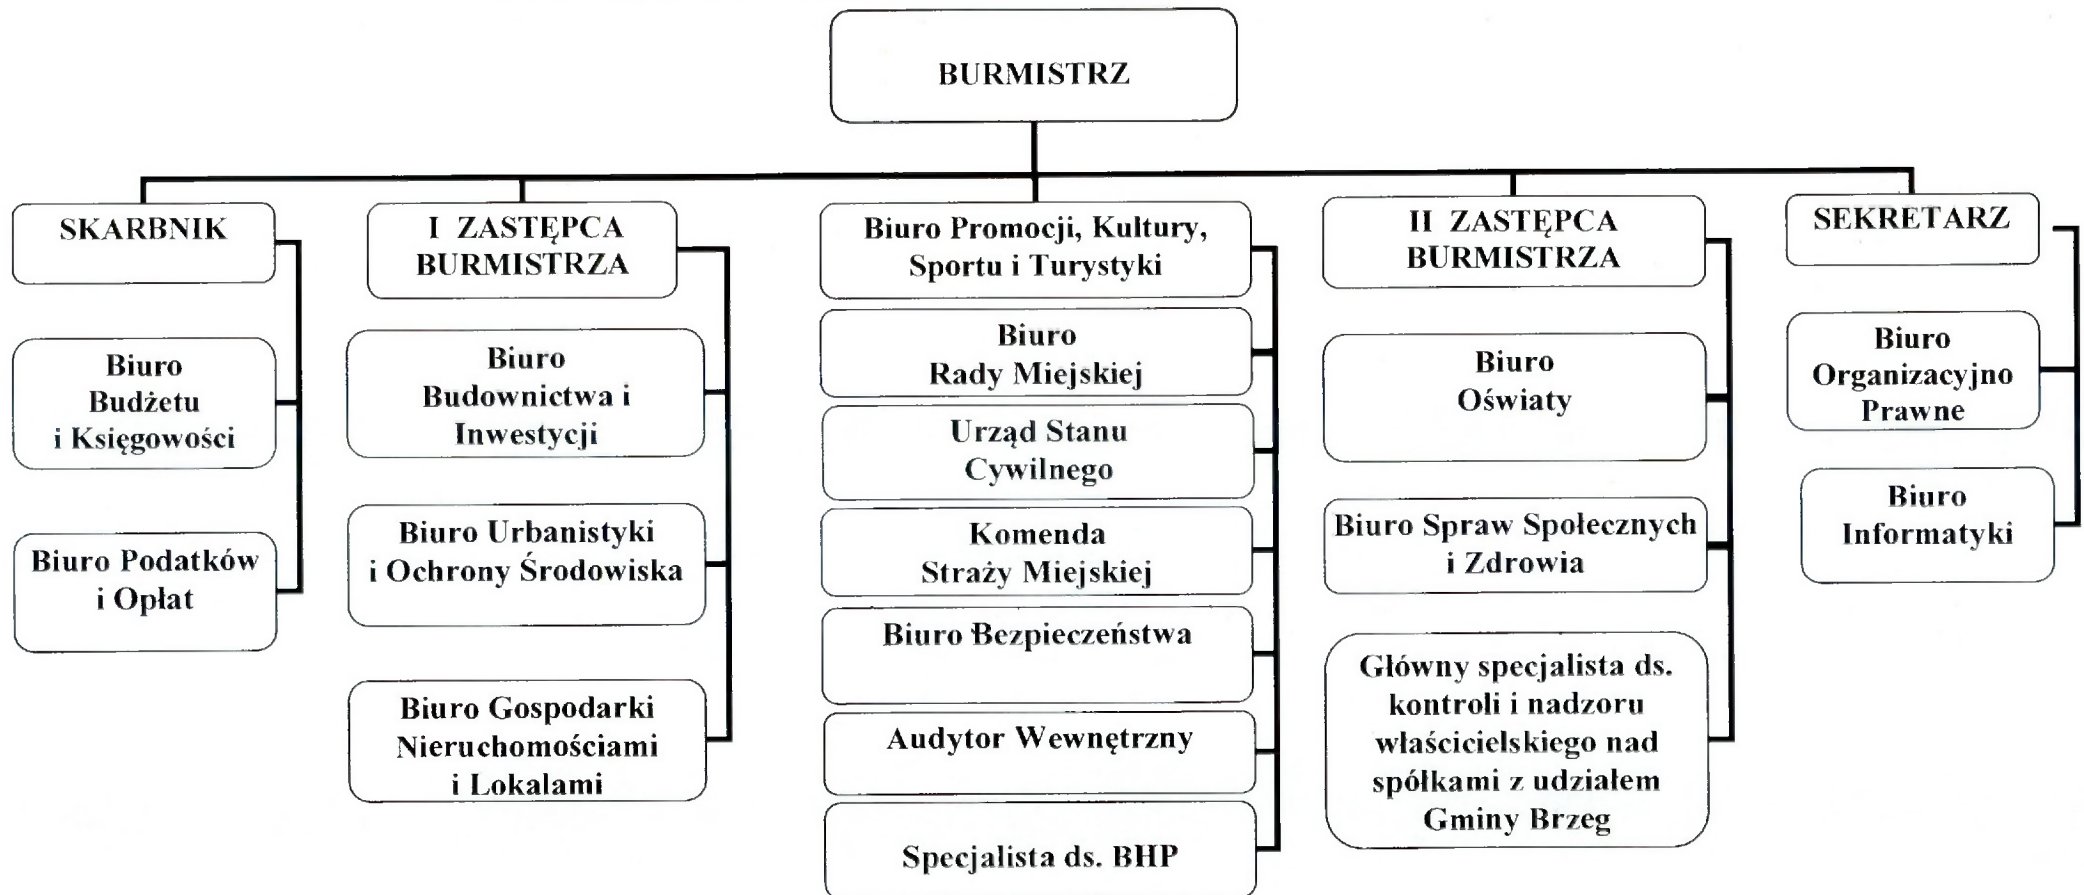 BURMISTRZ
SKARBNIK
Biuro
Budżetu
i Księgowości
Biuro Podatków
i Opłat
I ZASTĘPCA
BURMISTRZA
Biuro
Budownictwa i
Inwestycji
Biuro Urbanistyki
i Ochrony Środowiska
Biuro Gospodarki
Nieruchomościami
i Lokalami
Biuro Promocji, Kultury,
Sportu i Turystyki
Biuro
Rady Miejskiej
Urząd Stanu
Cywilnego
Komenda
Straży Miejskiej
Biuro Bezpieczeństwa
Audytor Wewnętrzny
Specjalista ds. BHP
II ZASTĘPCA
BURMISTRZA
Biuro
Oświaty
Biuro Spraw Społecznych
i Zdrowia
Główny specjalista ds.
kontroli i nadzoru
właścicielskiego nad
spółkami z udziałem
Gminy Brzeg
SEKRETARZ
Biuro
Organizacyjno
Prawne
Biuro
Informatyki